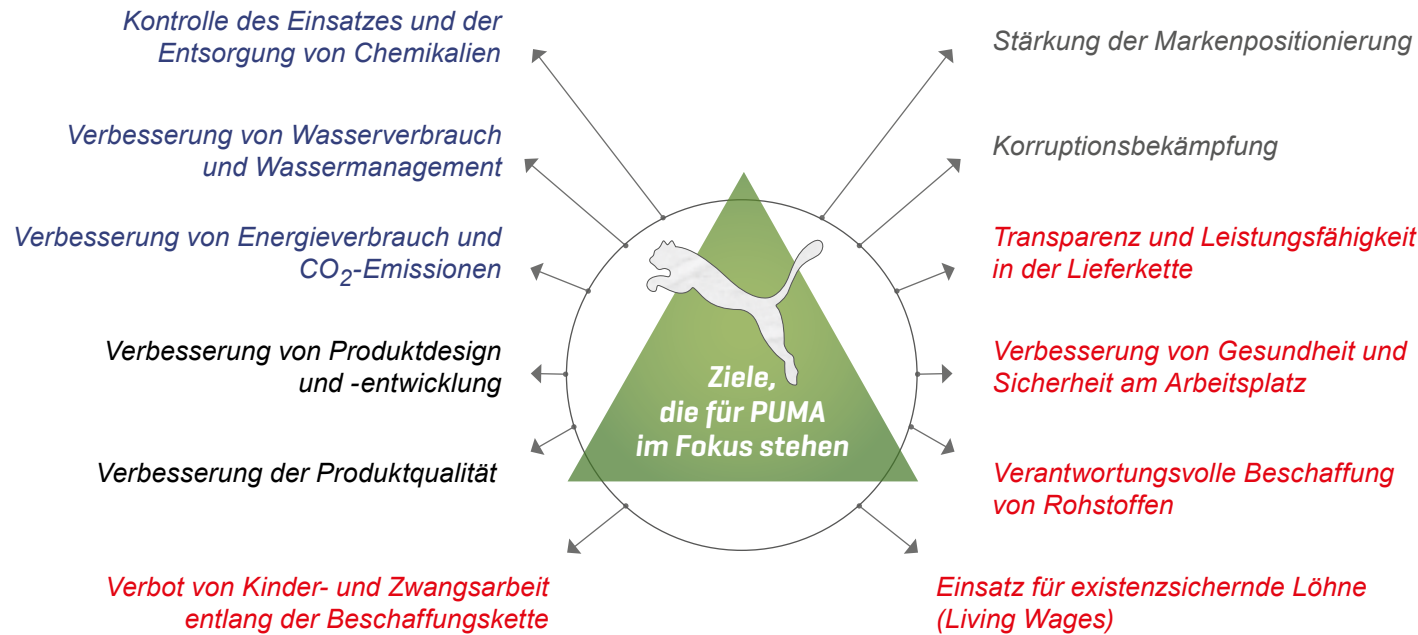 Kontrolle des Einsatzes und der
Entsorgung von Chemikalien
Verbesserung von Wasserverbrauch
und Wassermanagement
Verbesserung von Energieverbrauch und
CO₂-Emissionen
Verbesserung von Produktdesign
und -entwicklung
Verbesserung der Produktqualität
Verbot von Kinder- und Zwangsarbeit
entlang der Beschaffungskette
Ziele,
die für PUMA
im Fokus stehen
Stärkung der Markenpositionierung
Korruptionsbekämpfung
Transparenz und Leistungsfähigkeit
in der Lieferkette
Verbesserung von Gesundheit und
Sicherheit am Arbeitsplatz
Verantwortungsvolle Beschaffung
von Rohstoffen
Einsatz für existenzsichernde Löhne
(Living Wages)